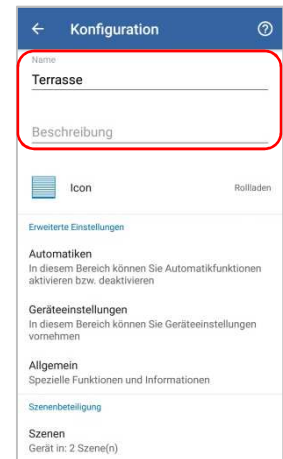 Konfiguration
Name
Terrasse
Beschreibung
Icon Rollladen
Erweiterte Einstellungen
Automatiken
In diesem Bereich können Sie Automatikfunktionen
aktivieren bzw. deaktivieren
Geräteeinstellungen
In diesem Bereich können Sie Geräteeinstellungen
vornehmen
Allgemein
Spezielle Funktionen und Informationen
Szenenbeteiligung
Szenen
Gerät in: 2 Szene(n)